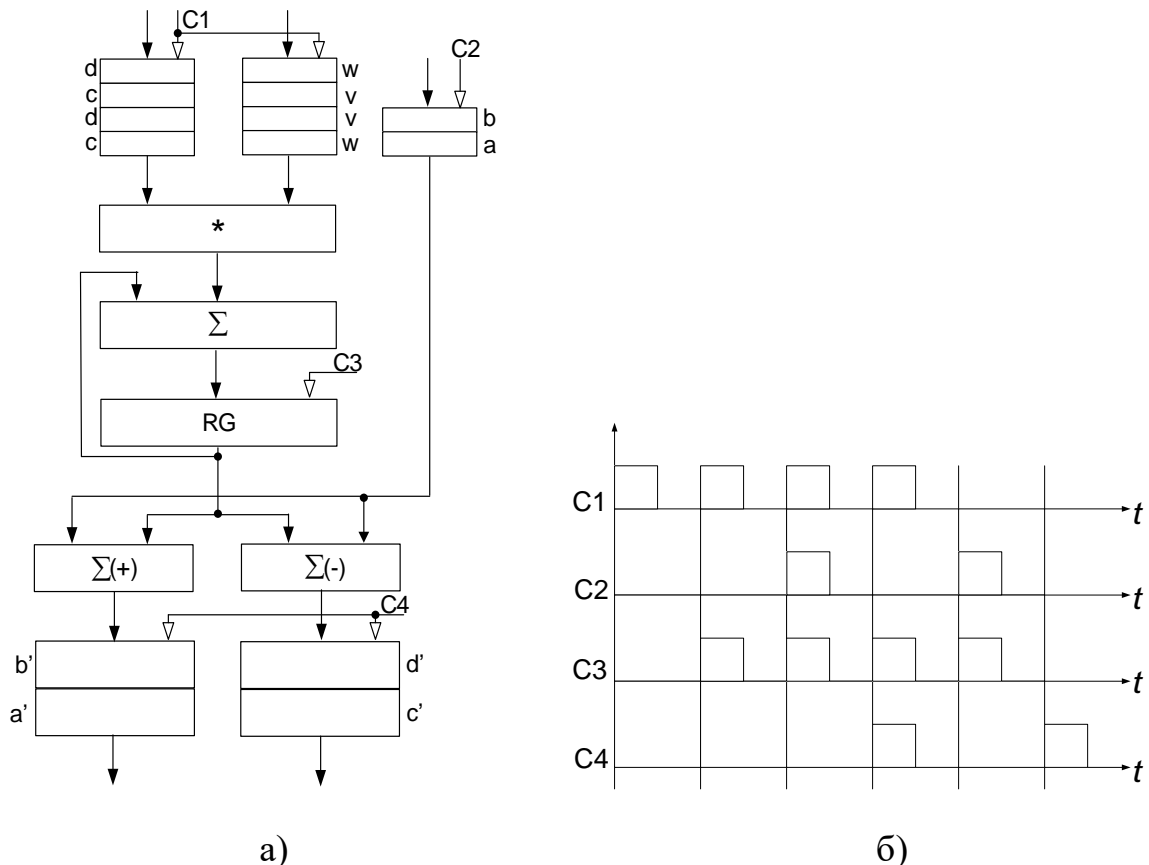 C1
C2
d
c
d
c
w
v
v
w
b
a
*
Σ
C3
RG
Σ(+)
Σ(-)
C4
b’
a’
d’
c’
а)
C1
t
C2
t
C3
t
C4
t
б)